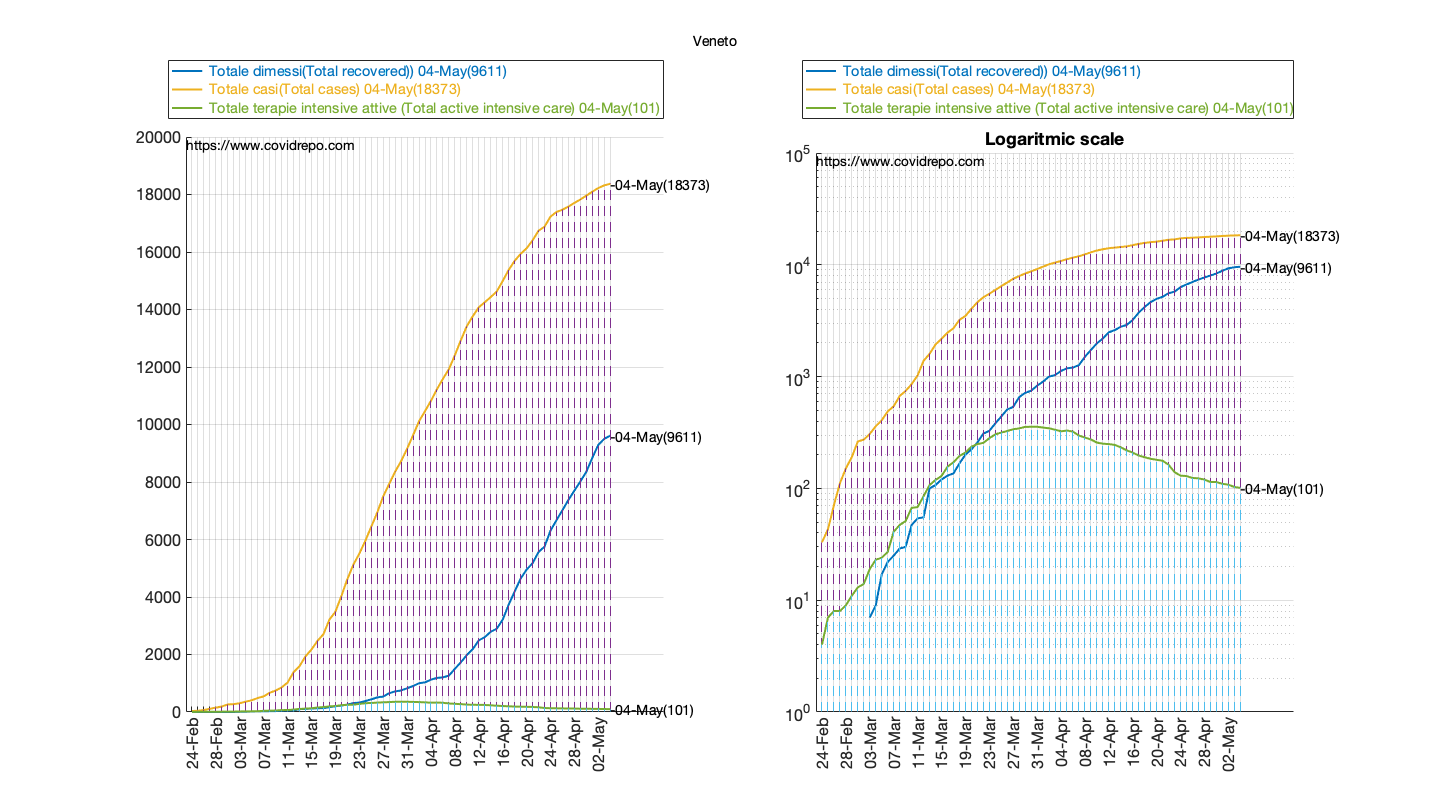 Veneto
Totale dimessi(Total recovered)) 04-May(9611)
Totale casi(Total cases) 04-May(18373)
Totale terapie intensive attive (Total active intensive care) 04-May(101)
https://www.covidrepo.com
20000
18000
16000
14000
12000
10000
8000
6000
4000
2000
0
04-May(18373)
04-May(9611)
04-May(101)
24-Feb
28-Feb
03-Mar
07-Mar
11-Mar
15-Mar
19-Mar
23-Mar
27-Mar
31-Mar
04-Apr
08-Apr
12-Apr
16-Apr
20-Apr
24-Apr
28-Apr
02-May
Totale dimessi(Total recovered)) 04-May(9611)
Totale casi(Total cases) 04-May(18373)
Totale terapie intensive attive (Total active intensive care) 04-May(101)
Logaritmic scale
https://www.covidrepo.com
10^5
10^4
10^3
10^2
10^1
10^0
04-May(18373)
04-May(9611)
04-May(101)
24-Feb
28-Feb
03-Mar
07-Mar
11-Mar
15-Mar
19-Mar
23-Mar
27-Mar
31-Mar
04-Apr
08-Apr
12-Apr
16-Apr
20-Apr
24-Apr
28-Apr
02-May